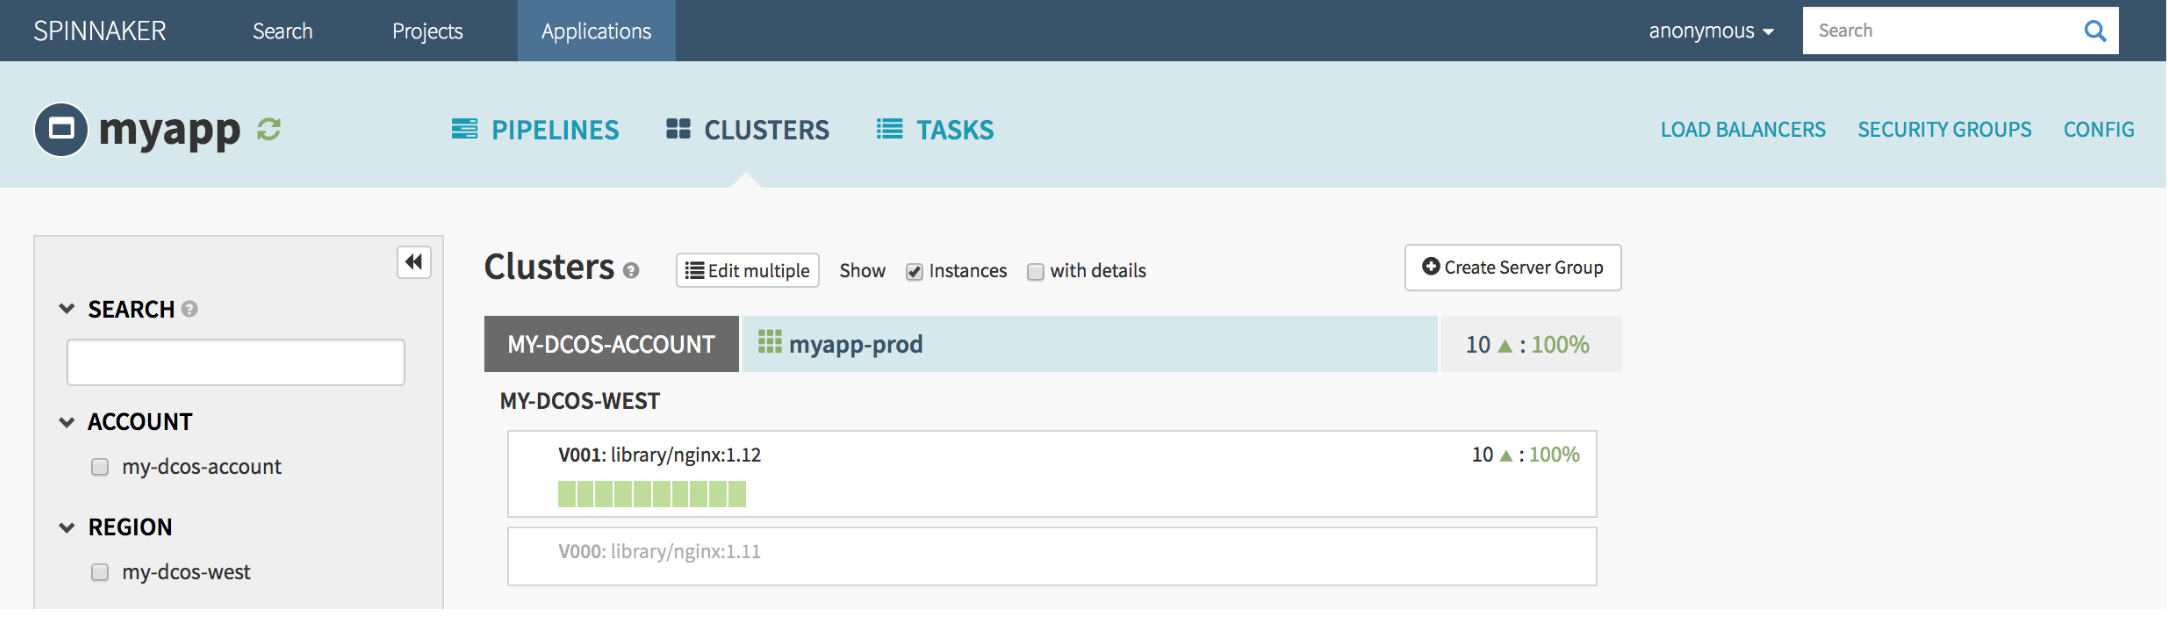 SPINNAKER Search Projects Applications anonymous Search
myapp PIPELINES CLUSTERS TASKS LOAD BALANCERS SECURITY GROUPS CONFIG
SEARCH ?
ACCOUNT
my-dcos-account
REGION
my-dcos-west
Clusters ? Edit multiple Show Instances with details Create Server Group
MY-DCOS-ACCOUNT myapp-prod 10 : 100%
MY-DCOS-WEST
V001: library/nginx:1.12 10 : 100%
V000: library/nginx:1.11